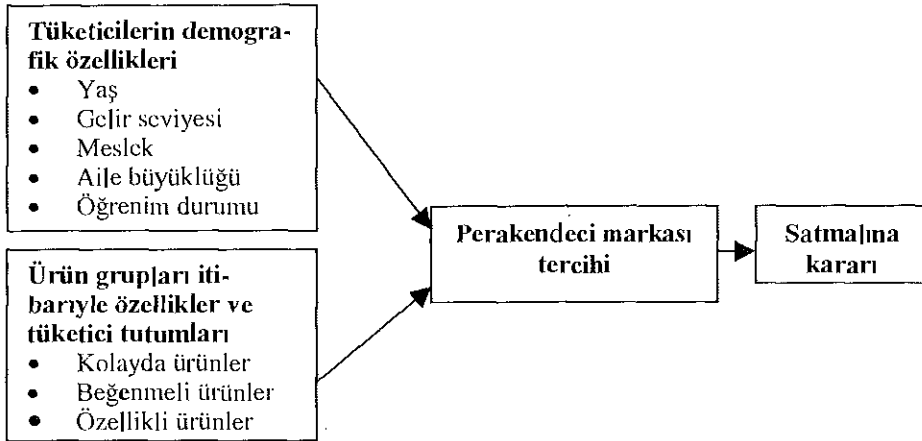 Tüketicilerin demogra-
fik özellikleri
• Yaş
• Gelir seviyesi
• Meslek
• Aile büyüklüğü
• Öğrenim durumu
Ürün grupları iti-
barıyle özellikler ve
tüketici tutumları
• Kolayda ürünler
• Beğenmeli ürünler
• Özellikli ürünler
Perakendeci markası
tercihi
Satmalına
kararı